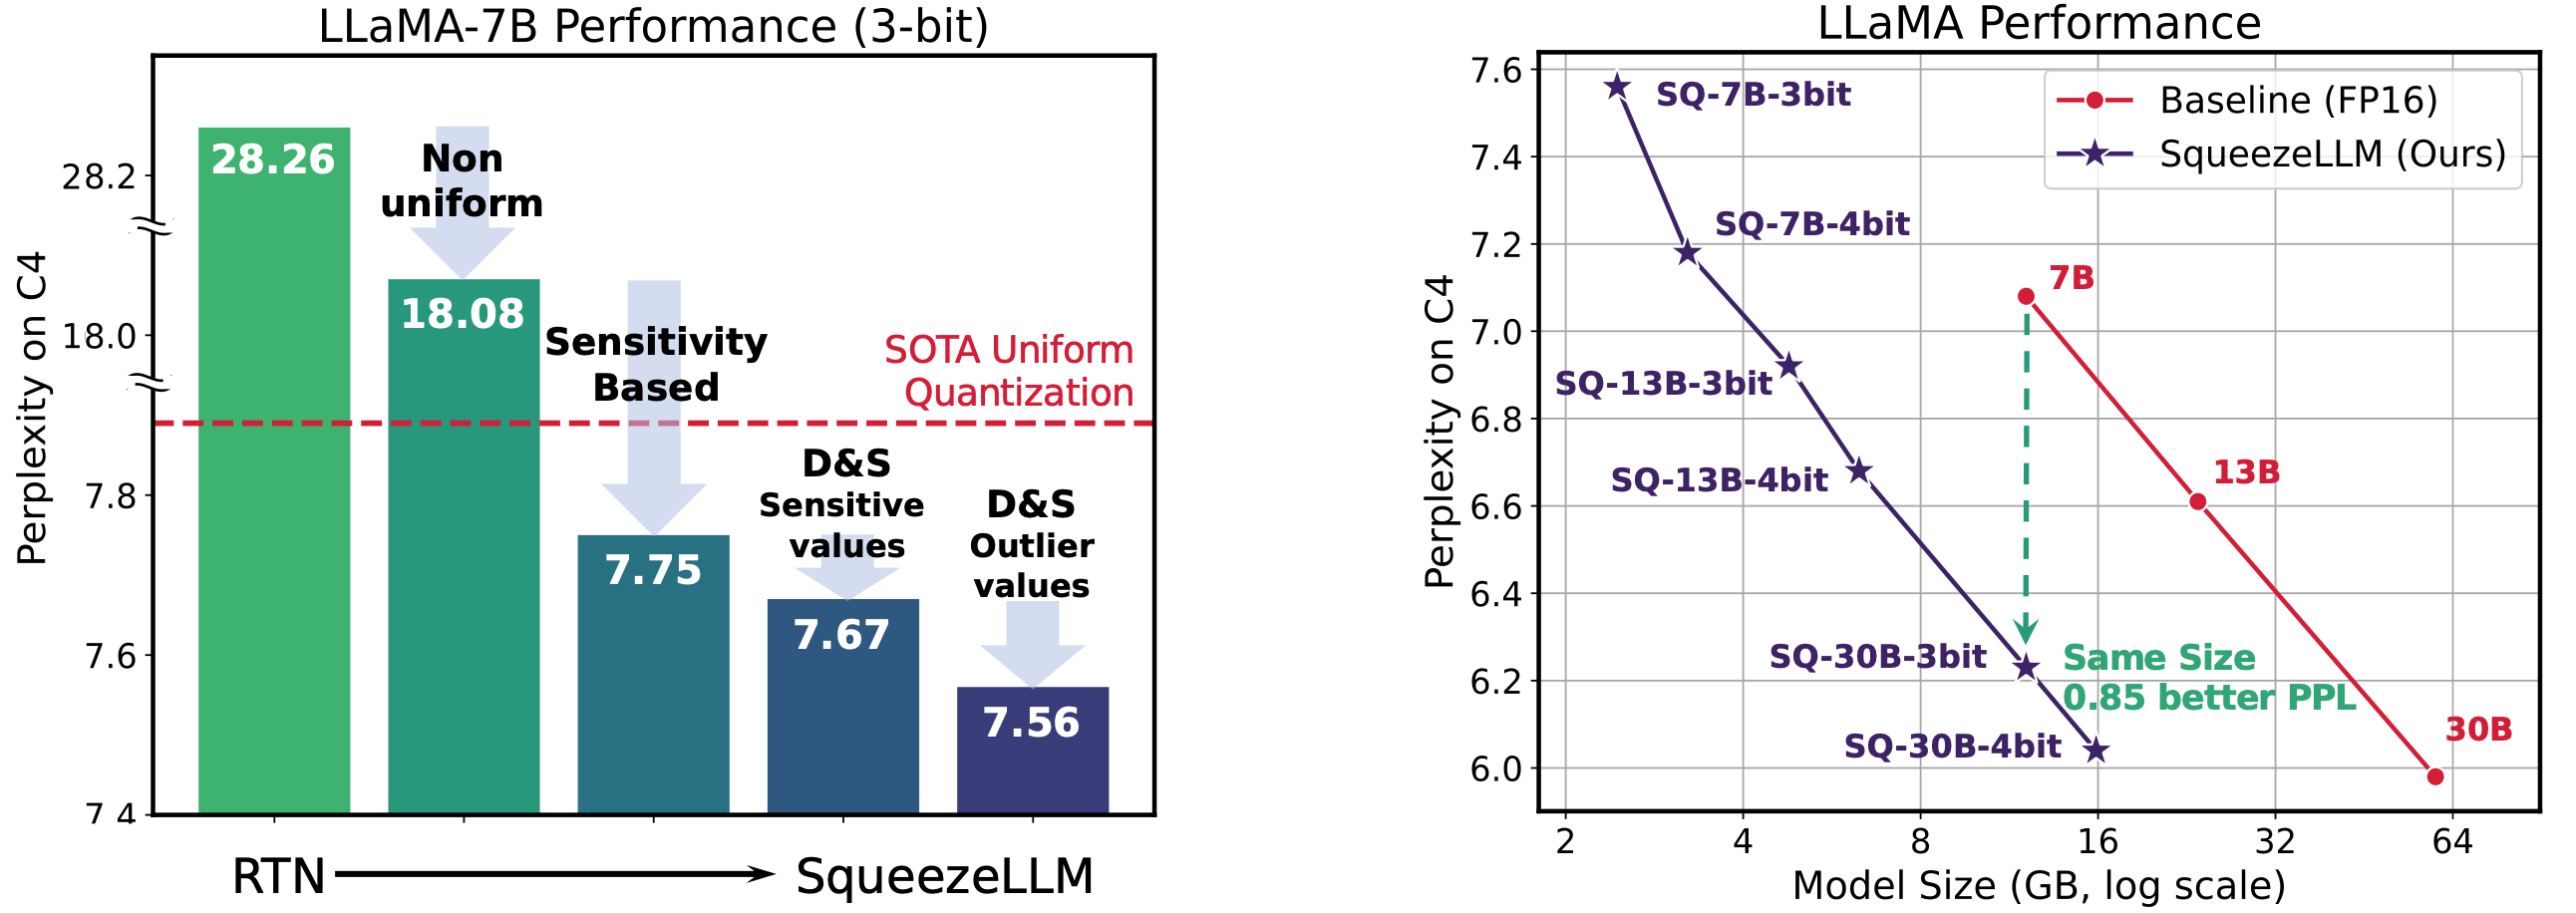 LLaMA-7B Performance (3-bit)
Perplexity on C4
28.2
18.0
7.8
7.6
7 4
28.26
Non
uniform
18.08
Sensitivity
Based
7.75
SOTA Uniform
Quantization
D&S
Sensitive
values
7.67
D&S
Outlier
values
7.56
RTN
SqueezeLLM
LLaMA Performance
Perplexity on C4
7.6
7.4
7.2
7.0
6.8
6.6
6.4
6.2
6.0
Baseline (FP16)
SqueezeLLM (Ours)
SQ-7B-3bit
SQ-7B-4bit
7B
SQ-13B-3bit
13B
SQ-13B-4bit
SQ-30B-3bit
Same Size
0.85 better PPL
30B
SQ-30B-4bit
2 4 8 16 32 64
Model Size (GB, log scale)